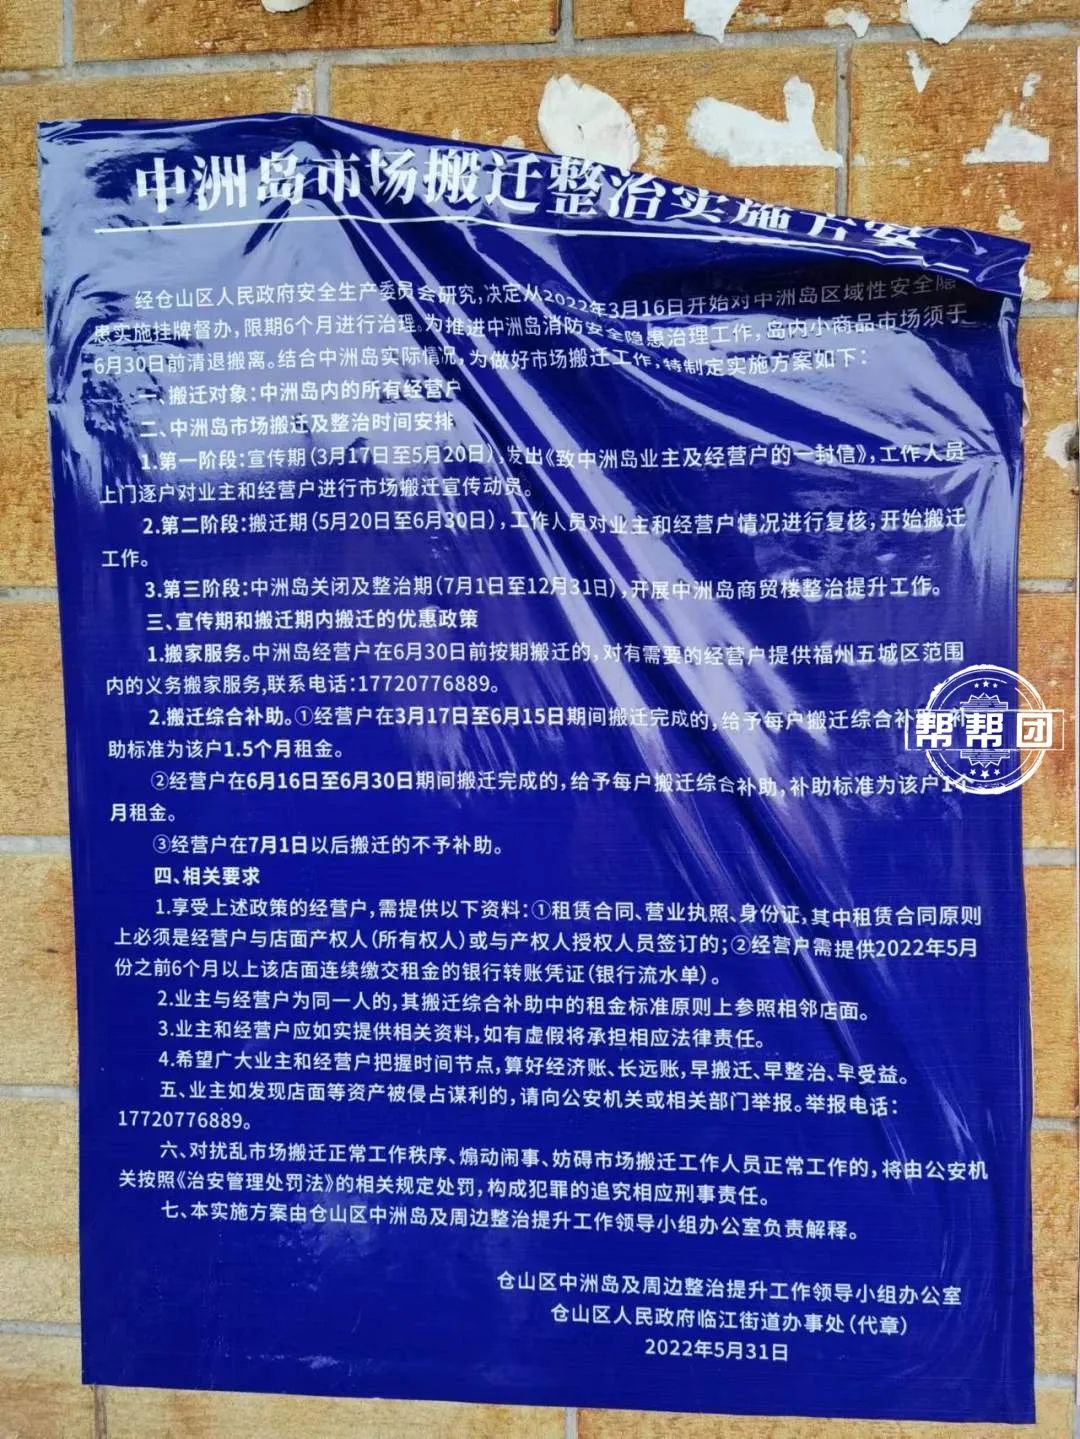 中洲岛市场搬迁整治实施方案
经仓山区人民政府安全生产委员会研究,决定从2022年3月16日开始对中洲岛区域性安全隐
患实施挂牌督办,限期6个月进行治理。为推进中洲岛消防安全隐患治理工作,岛内小商品市场须于
6月30日前清退搬离。结合中洲岛实际情况,为做好市场搬迁工作,特制定实施方案如下:
一、搬迁对象:中洲岛内的所有经营户
二、中洲岛市场搬迁及整治时间安排
1.第一阶段:宣传期(3月17日至5月20日),发出《致中洲岛业主及经营户的一封信》,工作人员
上门逐户对业主和经营户进行市场搬迁宣传动员。
2.第二阶段:搬迁期(5月20日至6月30日),工作人员对业主和经营户情况进行复核,开始搬迁
工作。
3.第三阶段:中洲岛关闭及整治期(7月1日至12月31日),开展中洲岛商贸楼整治提升工作。
三、宣传期和搬迁期内搬迁的优惠政策
1.搬家服务。中洲岛经营户在6月30日前按期搬迁的,对有需要的经营户提供福州五城区范围
内的义务搬家服务,联系电话:17720776889。
2.搬迁综合补助。①经营户在3月17日至6月15日期间搬迁完成的,给予每户搬迁综合补助,补
助标准为该户1.5个月租金。
②经营户在6月16日至6月30日期间搬迁完成的,给予每户搬迁综合补助,补助标准为该户1个
月租金。
③经营户在7月1日以后搬迁的不予补助。
四、相关要求
1.享受上述政策的经营户,需提供以下资料:①租赁合同、营业执照、身份证,其中租赁合同原则
上必须是经营户与店面产权人(所有权人)或与产权人授权人员签订的;②经营户需提供2022年5月
份之前6个月以上该店面连续缴交租金的银行转账凭证(银行流水单)。
2.业主与经营户为同一人的,其搬迁综合补助中的租金标准原则上参照相邻店面。
3.业主和经营户应如实提供相关资料,如有虚假将承担相应法律责任。
4.希望广大业主和经营户把握时间节点,算好经济账、长远账,早搬迁、早整治、早受益。
五、业主如发现店面等资产被侵占谋利的,请向公安机关或相关部门举报。举报电话:
17720776889。
六、对扰乱市场搬迁正常工作秩序、煽动闹事、妨碍市场搬迁工作人员正常工作的,将由公安机
关按照《治安管理处罚法》的相关规定处罚,构成犯罪的追究相应刑事责任。
七、本实施方案由仓山区中洲岛及周边整治提升工作领导小组办公室负责解释。
仓山区中洲岛及周边整治提升工作领导小组办公室
仓山区人民政府临江街道办事处(代章)
2022年5月31日
帮帮团